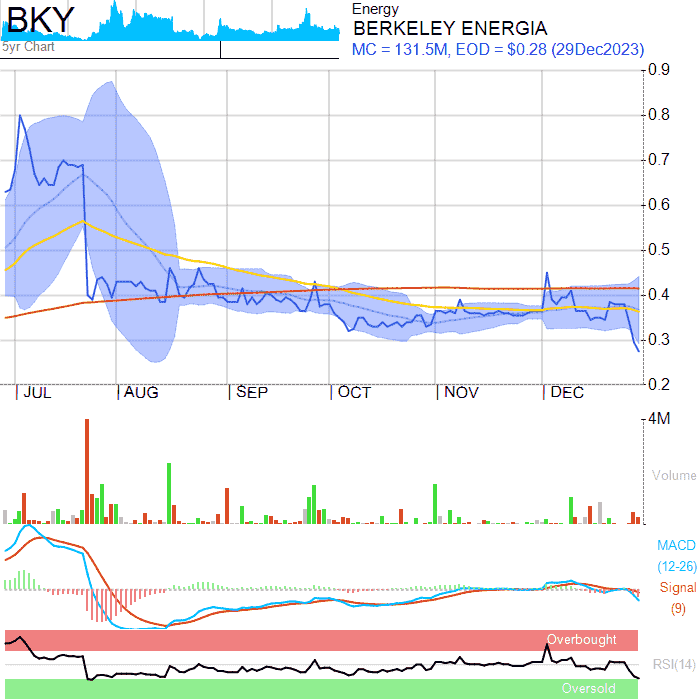 BKY
5yr Chart
Energy
BERKELEY ENERGIA
MC = 131.5M, EOD = $0.28 (29Dec2023)
0.9
0.8
0.7
0.6
0.5
0.4
0.3
0.2
JUL AUG SEP OCT NOV DEC
4M
Volume
MACD
(12-26)
Signal
(9)
Overbought
RSI(14)
Oversold